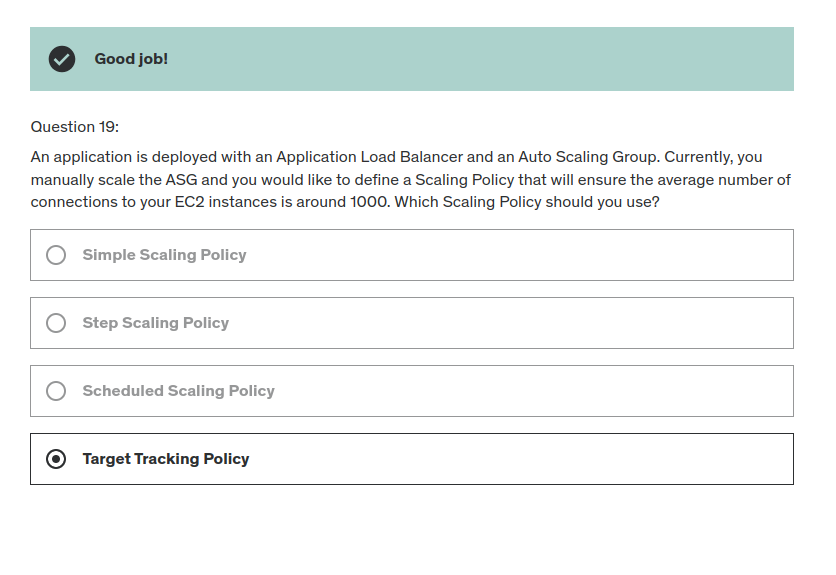 Good job!
Question 19:
An application is deployed with an Application Load Balancer and an Auto Scaling Group. Currently, you
manually scale the ASG and you would like to define a Scaling Policy that will ensure the average number of
connections to your EC2 instances is around 1000. Which Scaling Policy should you use?
Simple Scaling Policy
Step Scaling Policy
Scheduled Scaling Policy
Target Tracking Policy